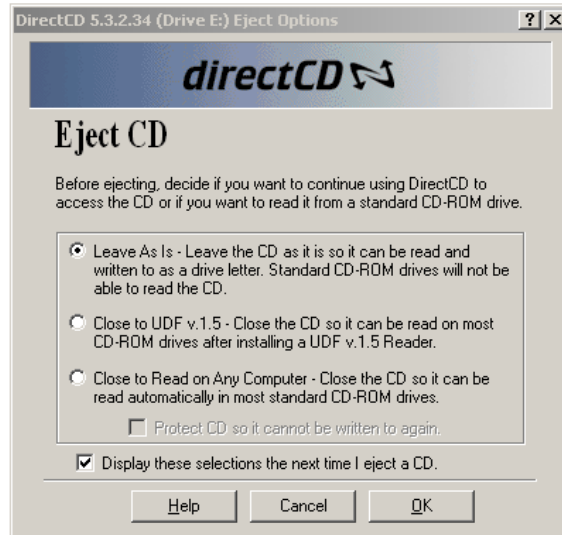 DirectCD 5.3.2.34 (Drive E:) Eject Options
directCD
Eject CD
Before ejecting, decide if you want to continue using DirectCD to
access the CD or if you want to read it from a standard CD-ROM drive.
Leave As Is - Leave the CD as it is so it can be read and
written to as a drive letter. Standard CD-ROM drives will not be
able to read the CD.
Close to UDF v.1.5 - Close the CD so it can be read on most
CD-ROM drives after installing a UDF v.1.5 Reader.
Close to Read on Any Computer - Close the CD so it can be
read automatically in most standard CD-ROM drives.
Protect CD so it cannot be written to again.
Display these selections the next time I eject a CD.
Help Cancel OK